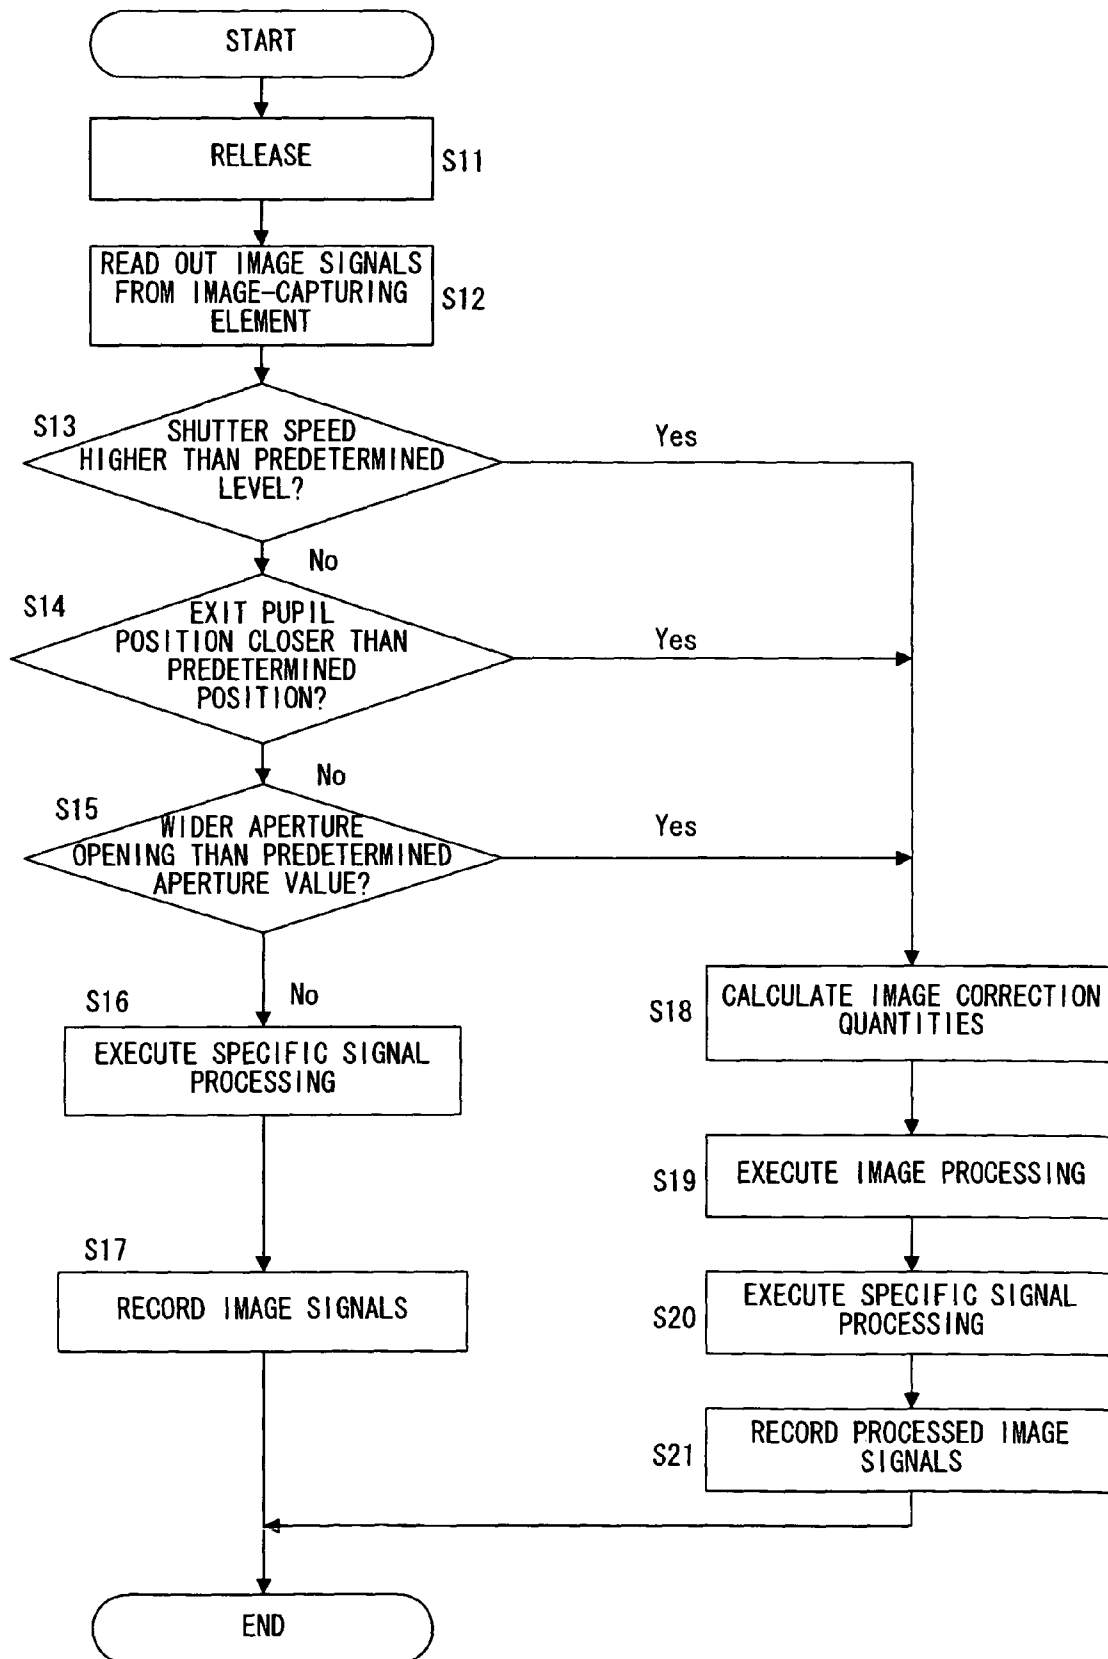 START
RELEASE
S11
READ OUT IMAGE SIGNALS
FROM IMAGE-CAPTURING
ELEMENT
S12
S13
SHUTTER SPEED
HIGHER THAN PREDETERMINED
LEVEL?
Yes
No
S14
EXIT PUPIL
POSITION CLOSER THAN
PREDETERMINED
POSITION?
Yes
No
S15
WIDER APERTURE
OPENING THAN PREDETERMINED
APERTURE VALUE?
Yes
No
S16
EXECUTE SPECIFIC SIGNAL
PROCESSING
S17
RECORD IMAGE SIGNALS
S18
CALCULATE IMAGE CORRECTION
QUANTITIES
S19
EXECUTE IMAGE PROCESSING
S20
EXECUTE SPECIFIC SIGNAL
PROCESSING
S21
RECORD PROCESSED IMAGE
SIGNALS
END